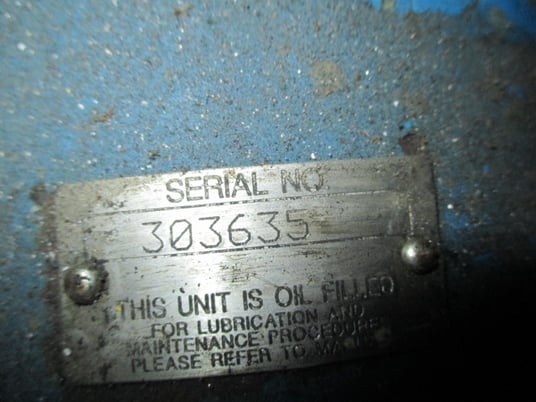 SERIAL NO
303635
THIS UNIT IS OIL FILLED
FOR LUBRICATION AND
MAINTENANCE PROCEDURE
PLEASE REFER TO